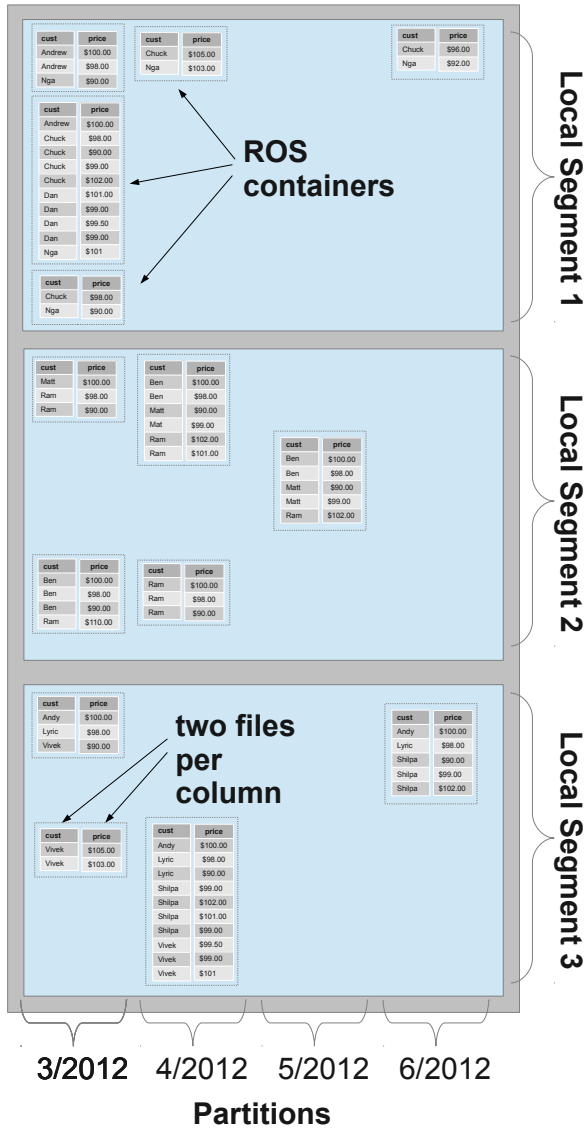 cust price
Andrew $100.00
Andrew $98.00
Nga $90.00
cust price
Chuck $105.00
Nga $103.00
cust price
Chuck $96.00
Nga $92.00
cust price
Andrew $100.00
Chuck $98.00
Chuck $90.00
Chuck $99.00
Chuck $102.00
Dan $101.00
Dan $99.00
Dan $99.50
Dan $99.00
Nga $101
ROS
containers
cust price
Chuck $98.00
Nga $90.00
Local Segment 1
cust price
Matt $100.00
Ram $98.00
Ram $90.00
cust price
Ben $100.00
Ben $98.00
Matt $90.00
Mat $99.00
Ram $102.00
Ram $101.00
cust price
Ben $100.00
Ben $98.00
Matt $90.00
Matt $99.00
Ram $102.00
cust price
Ben $100.00
Ben $98.00
Ben $90.00
Ram $110.00
cust price
Ram $100.00
Ram $98.00
Ram $90.00
Local Segment 2
cust price
Andy $100.00
Lyric $98.00
Vivek $90.00
two files
per
column
cust price
Andy $100.00
Lyric $98.00
Shilpa $90.00
Shilpa $99.00
Shilpa $102.00
cust price
Vivek $105.00
Vivek $103.00
cust price
Andy $100.00
Lyric $98.00
Lyric $90.00
Shilpa $99.00
Shilpa $102.00
Shilpa $101.00
Shilpa $99.00
Vivek $99.50
Vivek $99.00
Vivek $101
Local Segment 3
3/2012 4/2012 5/2012 6/2012
Partitions